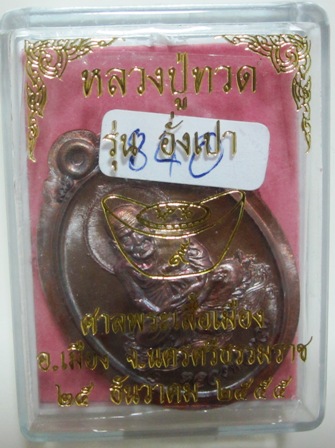 หลวงปู่ทวด
รุ่น อั่งเปา
840
๑๙
ศาลพระเสื้อเมือง
อ.เมือง จ.นครศรีธรรมราช
๒๕ ธันวาคม ๒๕๕๕